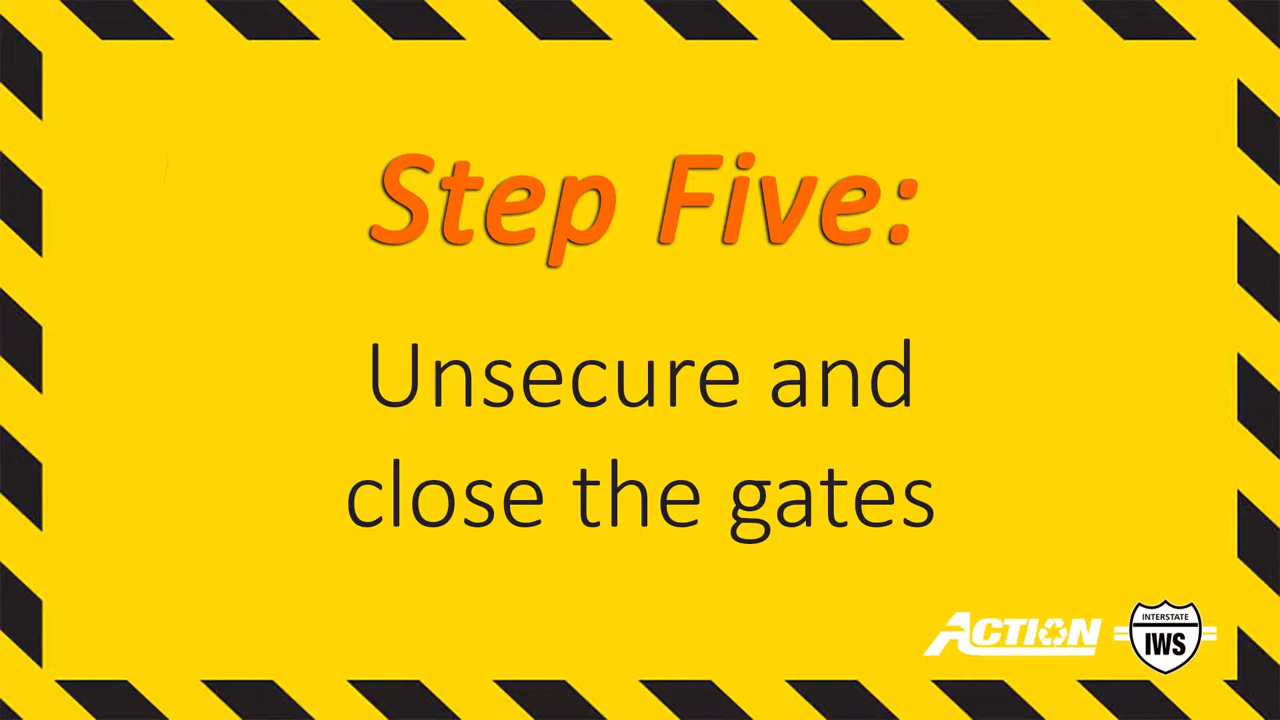 Step Five:
Unsecure and
close the gates
ACTION
INTERSTATE
IWS